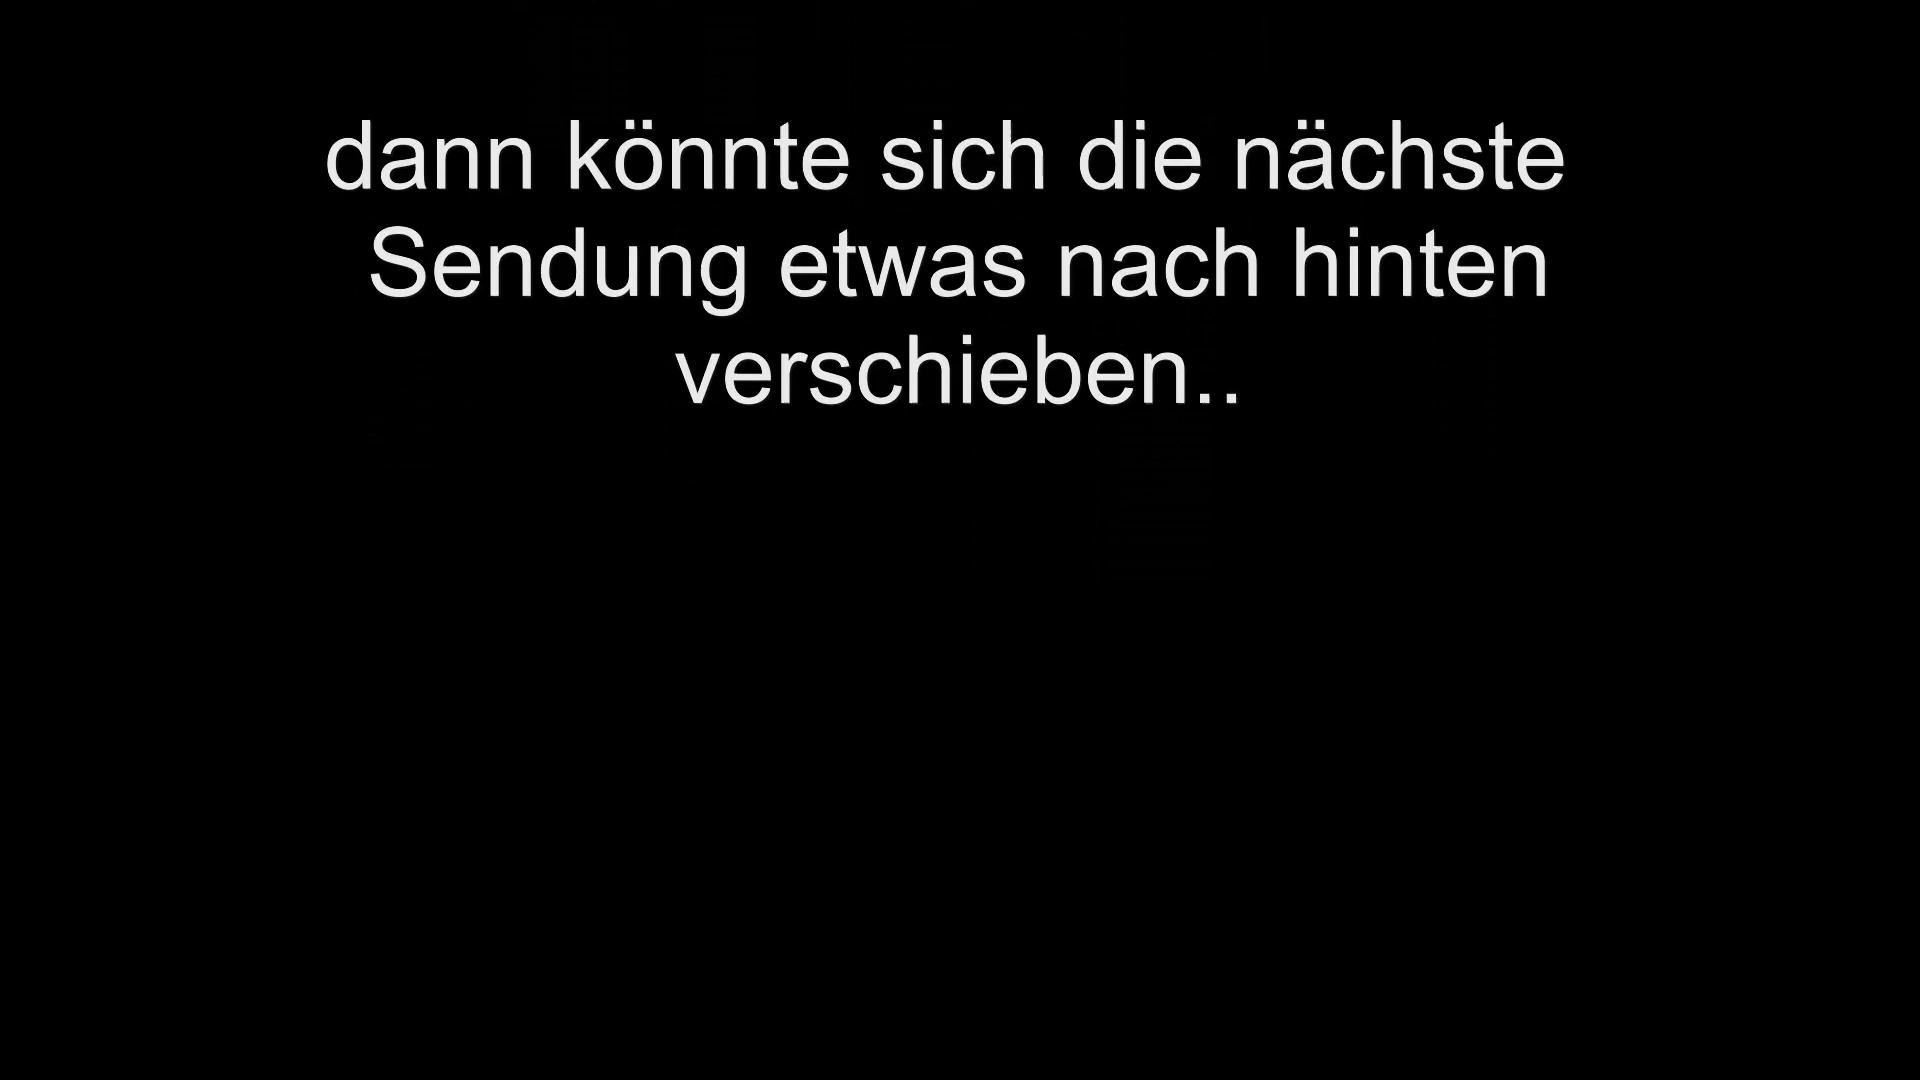 dann könnte sich die nächste
Sendung etwas nach hinten
verschieben..